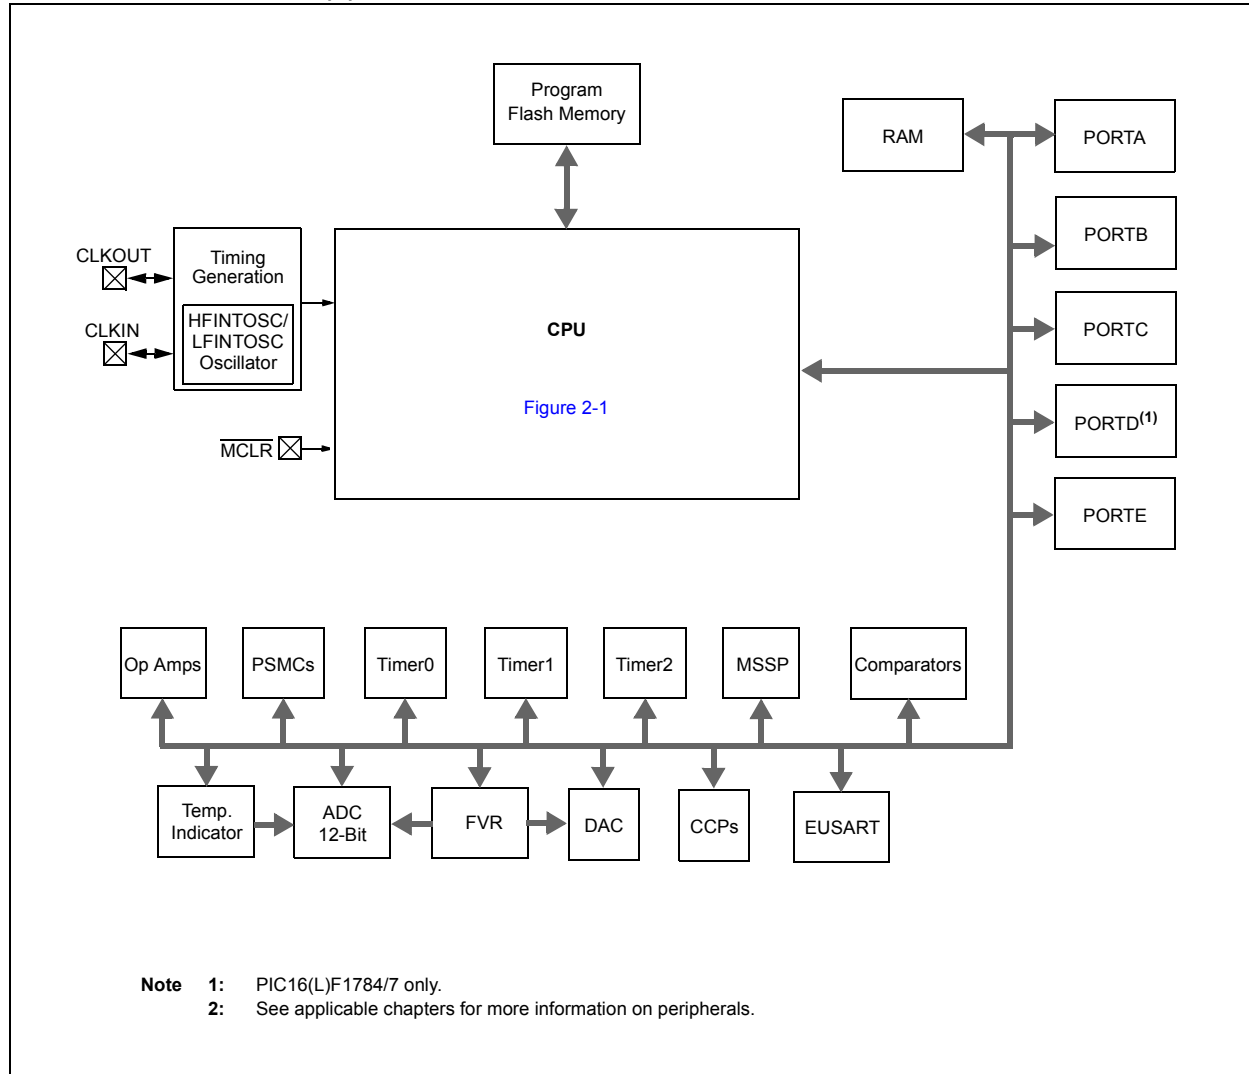 Program
Flash Memory
RAM
PORTA
PORTB
CLKOUT
Timing
Generation
CLKIN
HFINTOSC/
LFINTOSC
Oscillator
CPU
PORTC
Figure 2-1
PORTD(1)
MCLR
PORTE
Op Amps
PSMCs
Timer0
Timer1
Timer2
MSSP
Comparators
Temp.
Indicator
ADC
12-Bit
FVR
DAC
CCPs
EUSART
Note 1: PIC16(L)F1784/7 only.
2: See applicable chapters for more information on peripherals.